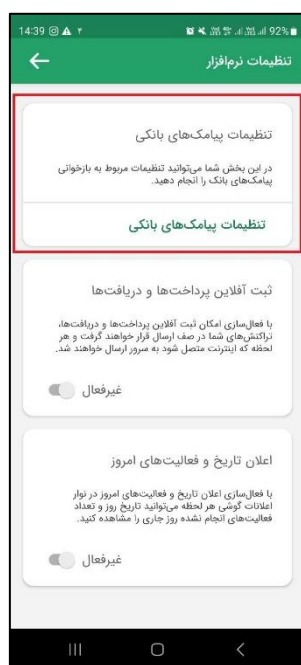 14:39 92%
تنظیمات نرم‌افزار
تنظیمات پیامک‌های بانکی
در این بخش شما می‌توانید تنظیمات مربوط به بازخوانی
پیامک‌های بانک را انجام دهید.
تنظیمات پیامک‌های بانکی
ثبت آفلاین پرداخت‌ها و دریافت‌ها
با فعال‌سازی امکان ثبت آفلاین پرداخت‌ها و دریافت‌ها،
تراکنش‌های شما در صف ارسال قرار خواهند گرفت و هر
لحظه که اینترنت متصل شود به سرور ارسال خواهند شد.
غیرفعال
اعلان تاریخ و فعالیت‌های امروز
با فعال‌سازی اعلان تاریخ و فعالیت‌های امروز در نوار
اعلانات گوشی هر لحظه می‌توانید تاریخ روز و تعداد
فعالیت‌های انجام نشده روز جاری را مشاهده کنید.
غیرفعال